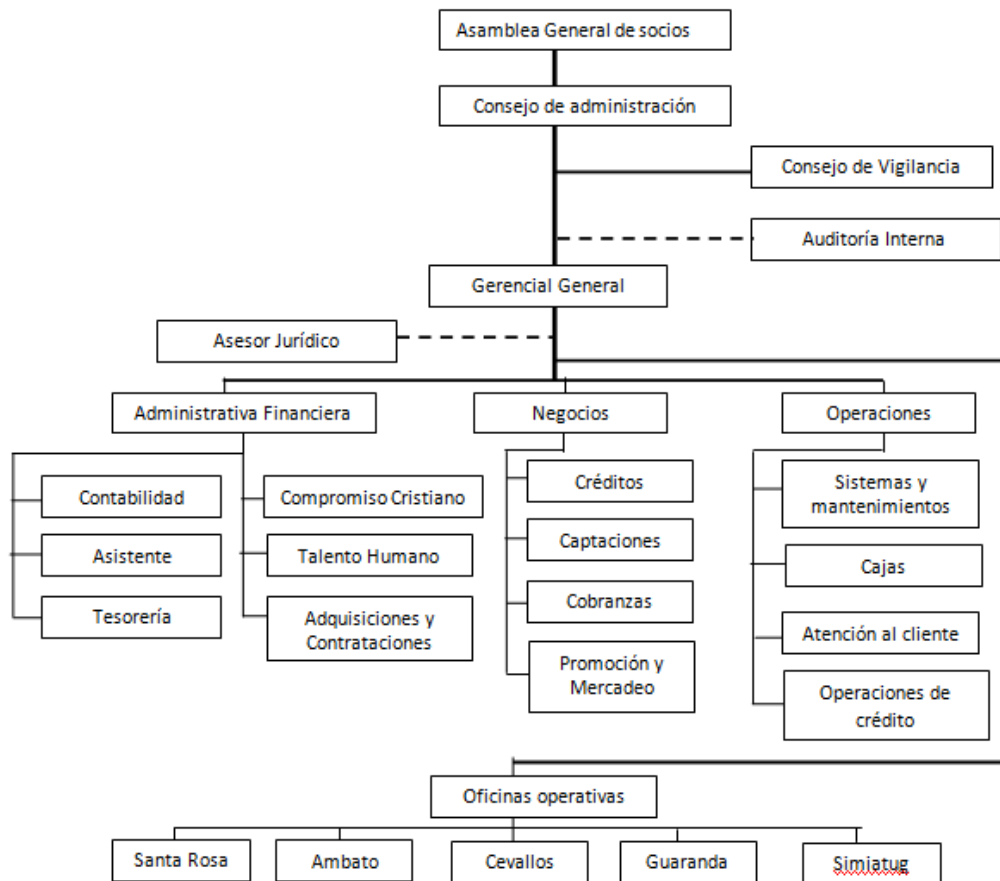 Asamblea General de socios
Consejo de administración
Consejo de Vigilancia
Auditoría Interna
Gerencial General
Asesor Jurídico
Administrativa Financiera
Negocios
Operaciones
Contabilidad
Asistente
Tesorería
Compromiso Cristiano
Talento Humano
Adquisiciones y
Contrataciones
Créditos
Captaciones
Cobranzas
Promoción y
Mercadeo
Sistemas y
mantenimientos
Cajas
Atención al cliente
Operaciones de
crédito
Oficinas operativas
Santa Rosa
Ambato
Cevallos
Guaranda
Simiatug